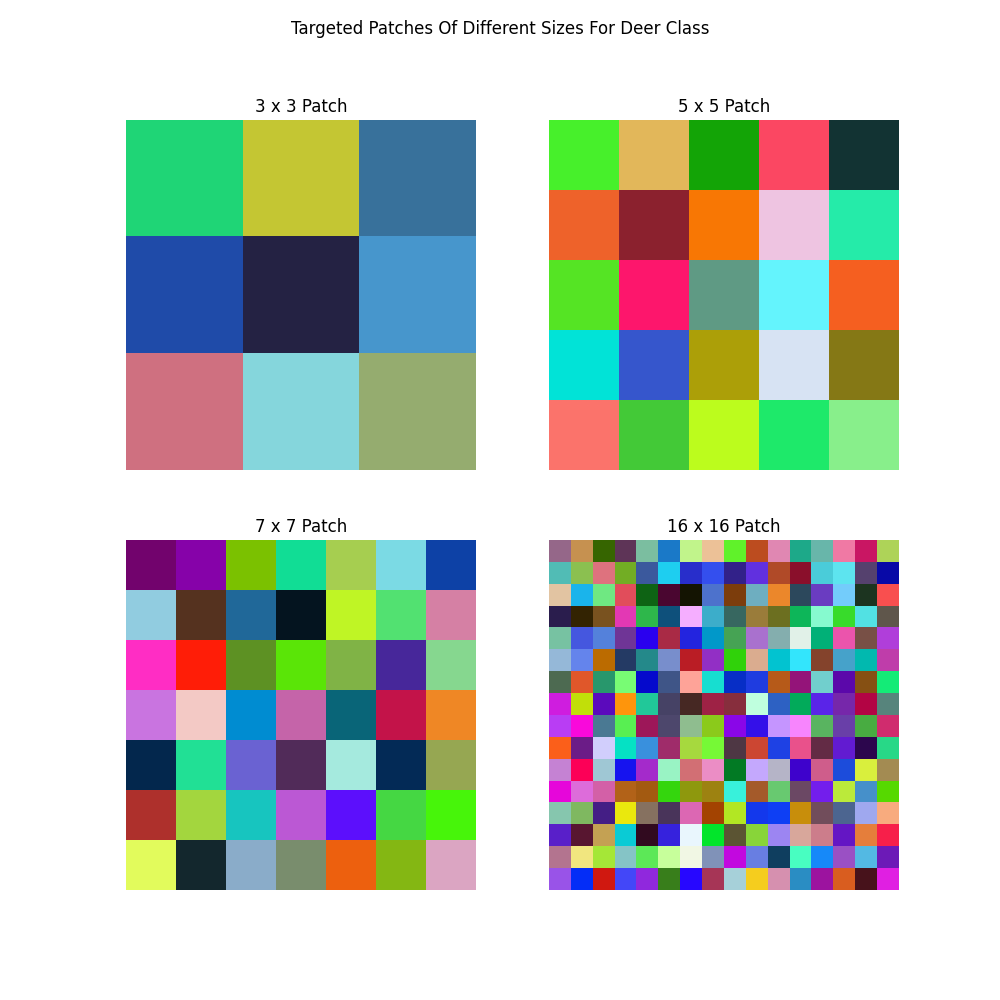 Targeted Patches Of Different Sizes For Deer Class
3 x 3 Patch
5 x 5 Patch
7 x 7 Patch
16 x 16 Patch